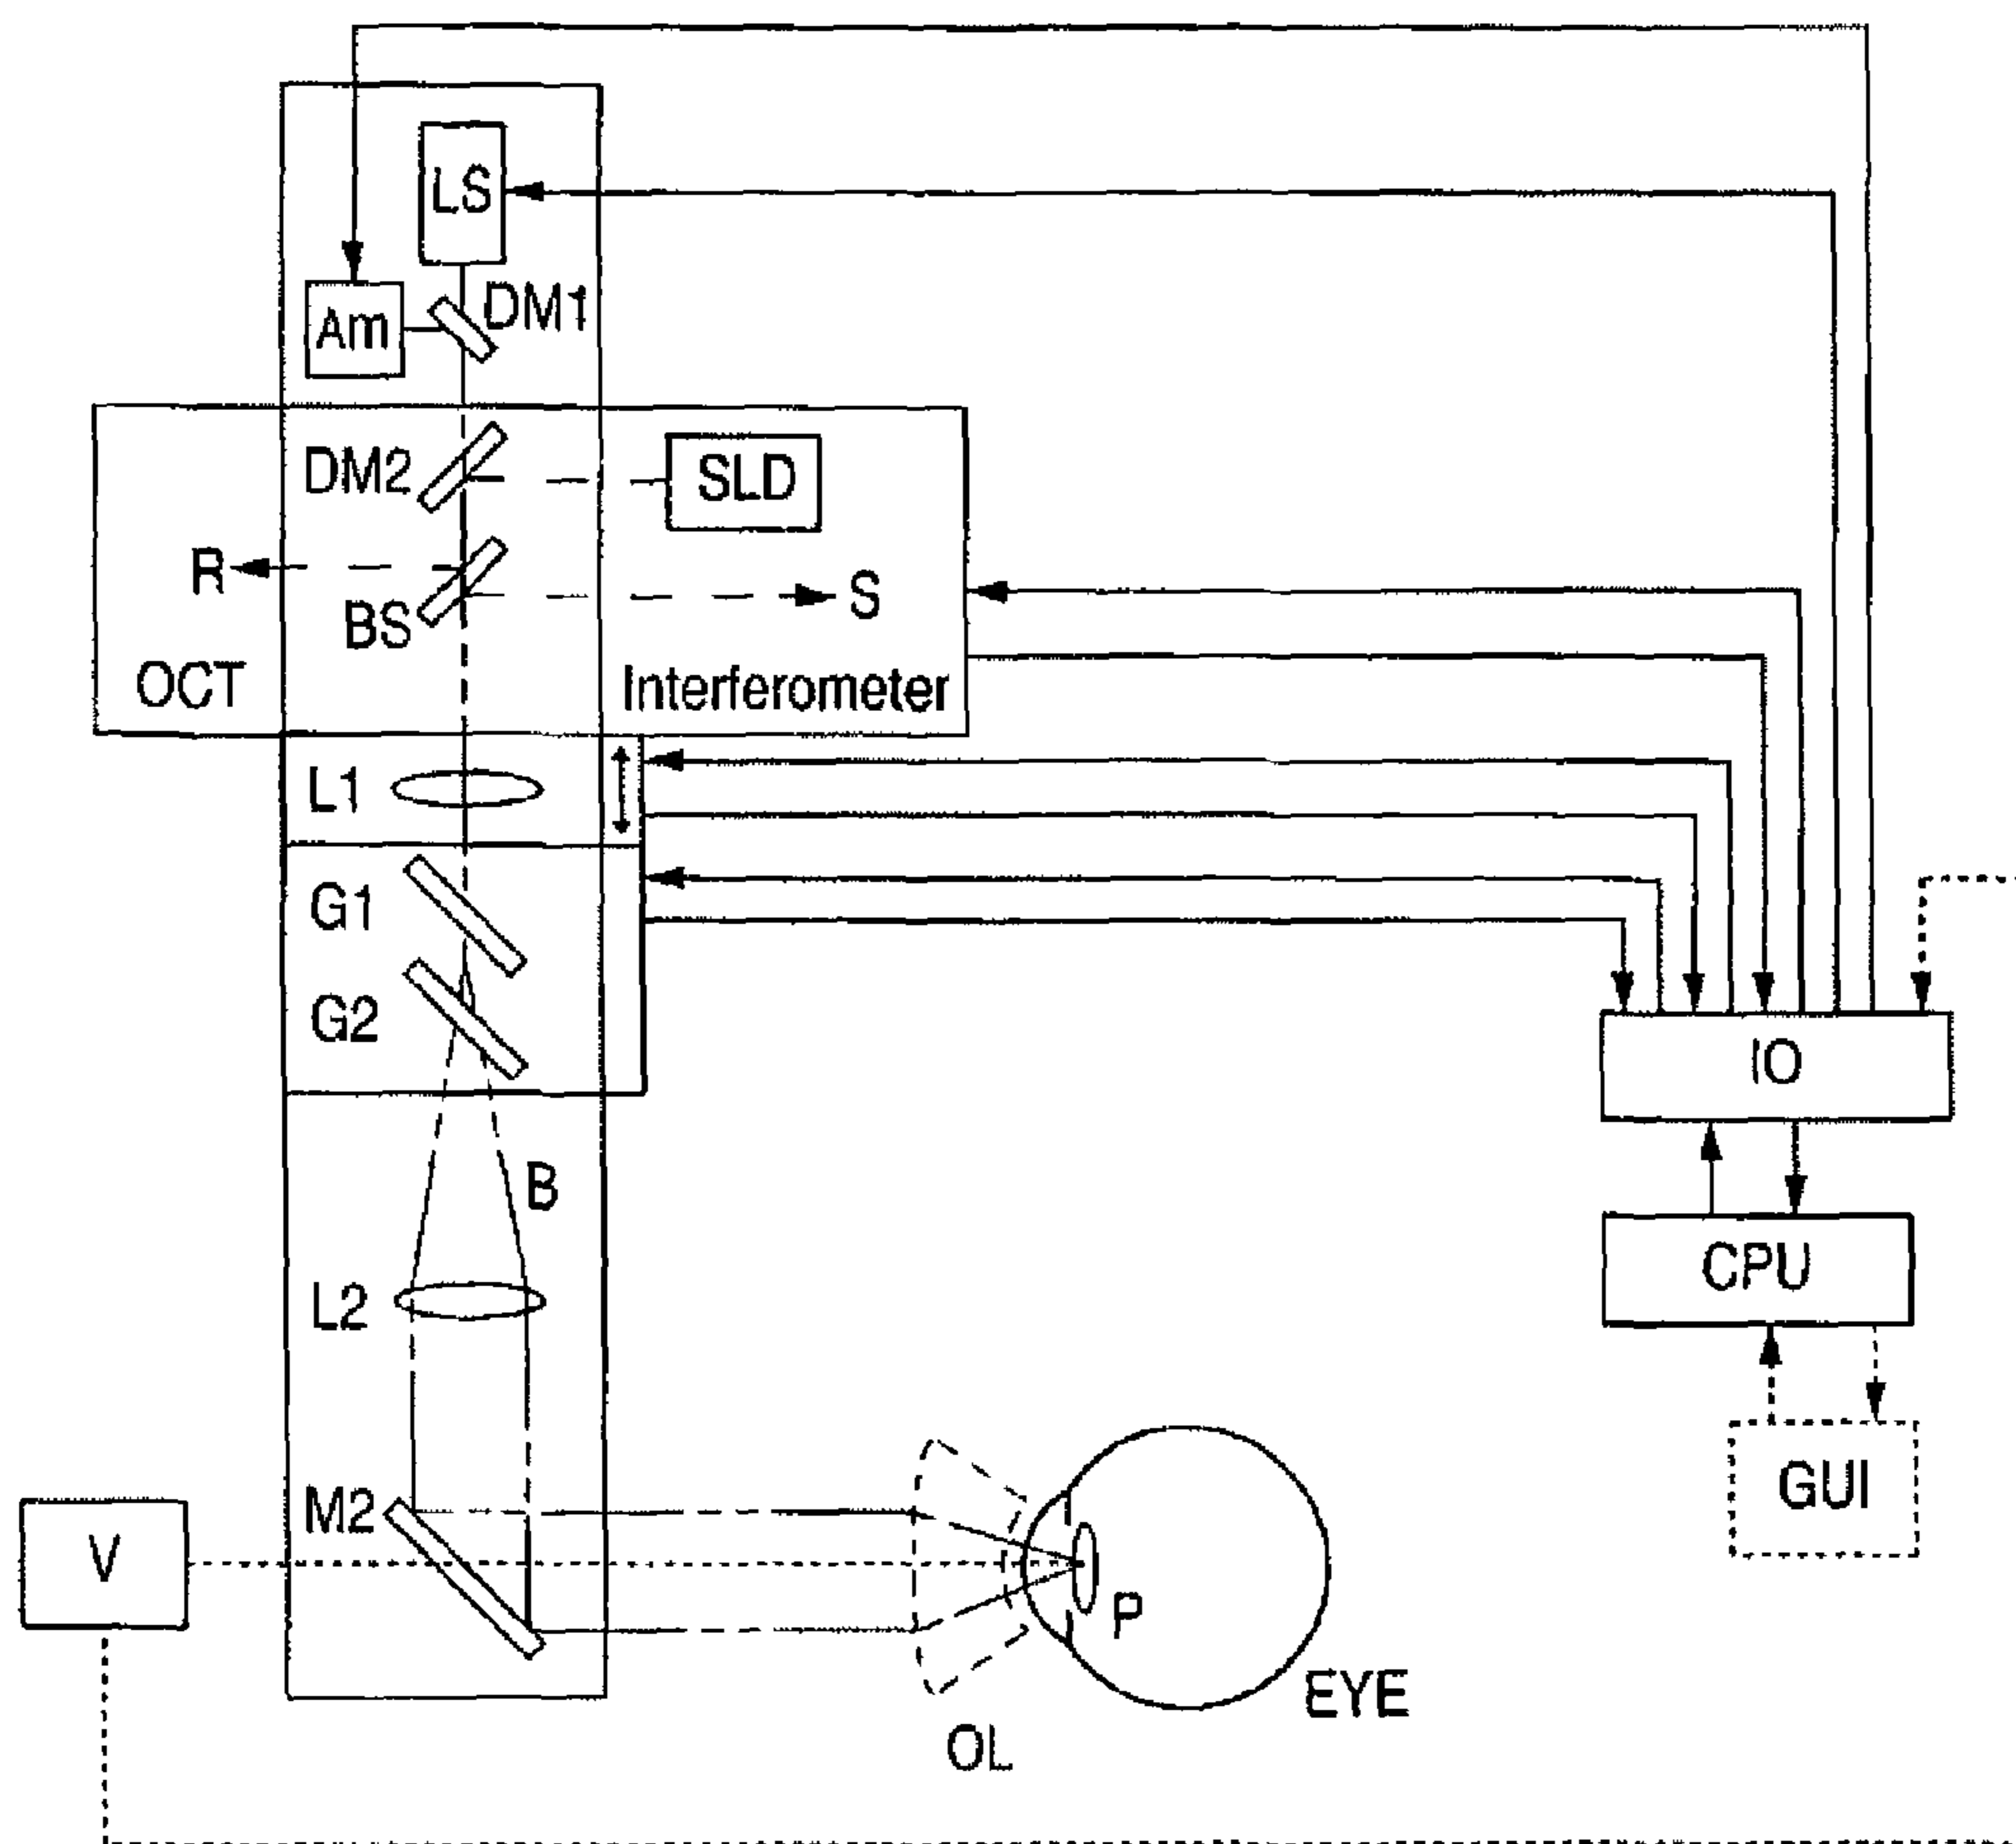 LS
DM1
Am
DM2
SLD
R
S
BS
OCT
Interferometer
L1
G1
G2
IO
B
CPU
L2
GUI
M2
V
P
EYE
OL